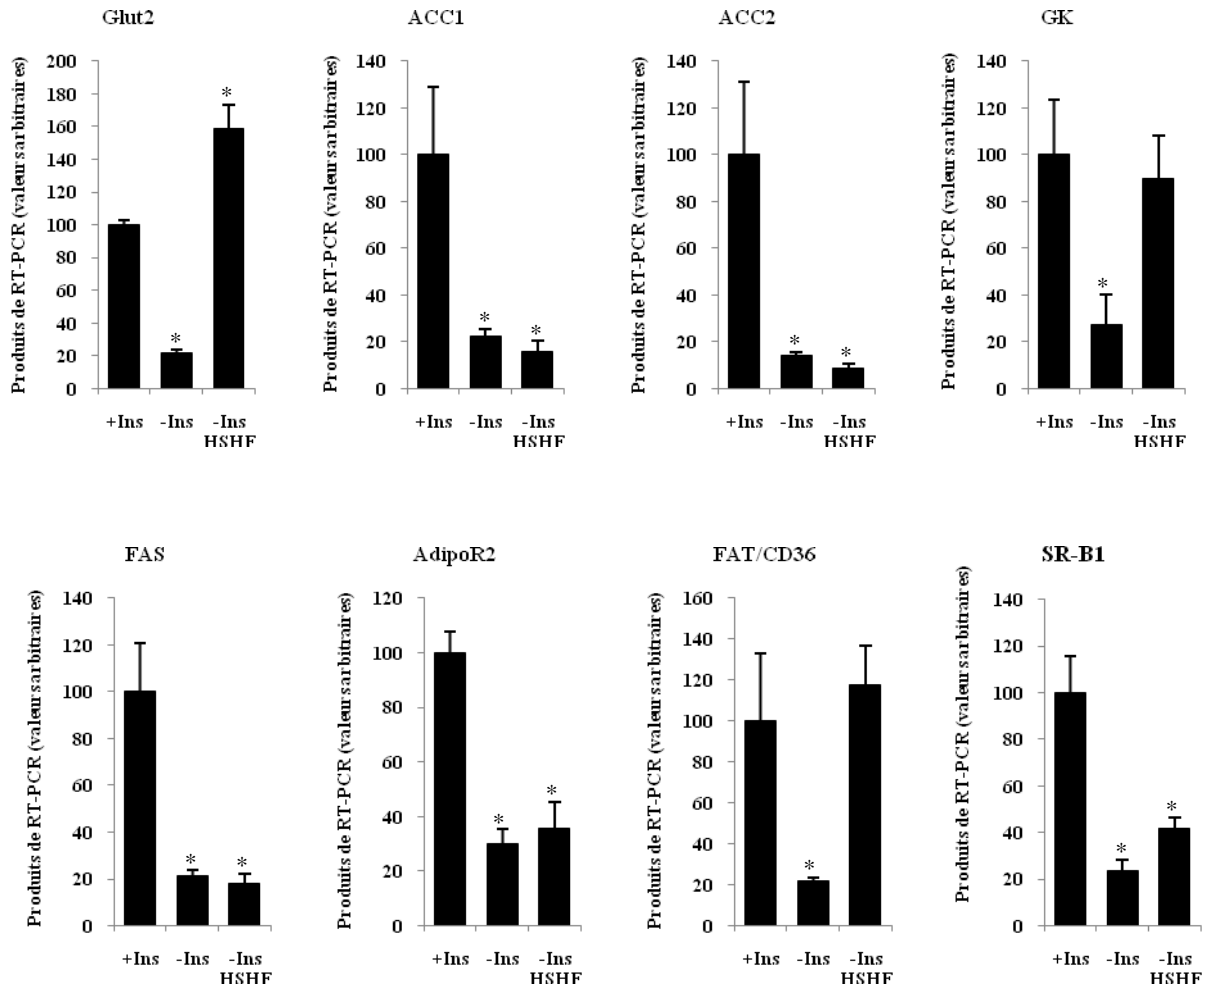 Glut2
Produits de RT-PCR (valeurs arbitraires)
200
180
160
140
120
100
80
60
40
20
0
*
*
+Ins -Ins -Ins
HSHF
ACC1
Produits de RT-PCR (valeurs arbitraires)
140
120
100
80
60
40
20
0
*
*
+Ins -Ins -Ins
HSHF
ACC2
Produits de RT-PCR (valeurs arbitraires)
140
120
100
80
60
40
20
0
*
*
+Ins -Ins -Ins
HSHF
GK
Produits de RT-PCR (valeurs arbitraires)
140
120
100
80
60
40
20
0
*
+Ins -Ins -Ins
HSHF
FAS
Produits de RT-PCR (valeurs arbitraires)
140
120
100
80
60
40
20
0
*
*
+Ins -Ins -Ins
HSHF
AdipoR2
Produits de RT-PCR (valeurs arbitraires)
120
100
80
60
40
20
0
*
*
+Ins -Ins -Ins
HSHF
FAT/CD36
Produits de RT-PCR (valeurs arbitraires)
160
140
120
100
80
60
40
20
0
*
+Ins -Ins -Ins
HSHF
SR-B1
Produits de RT-PCR (valeurs arbitraires)
140
120
100
80
60
40
20
0
*
*
+Ins -Ins -Ins
HSHF